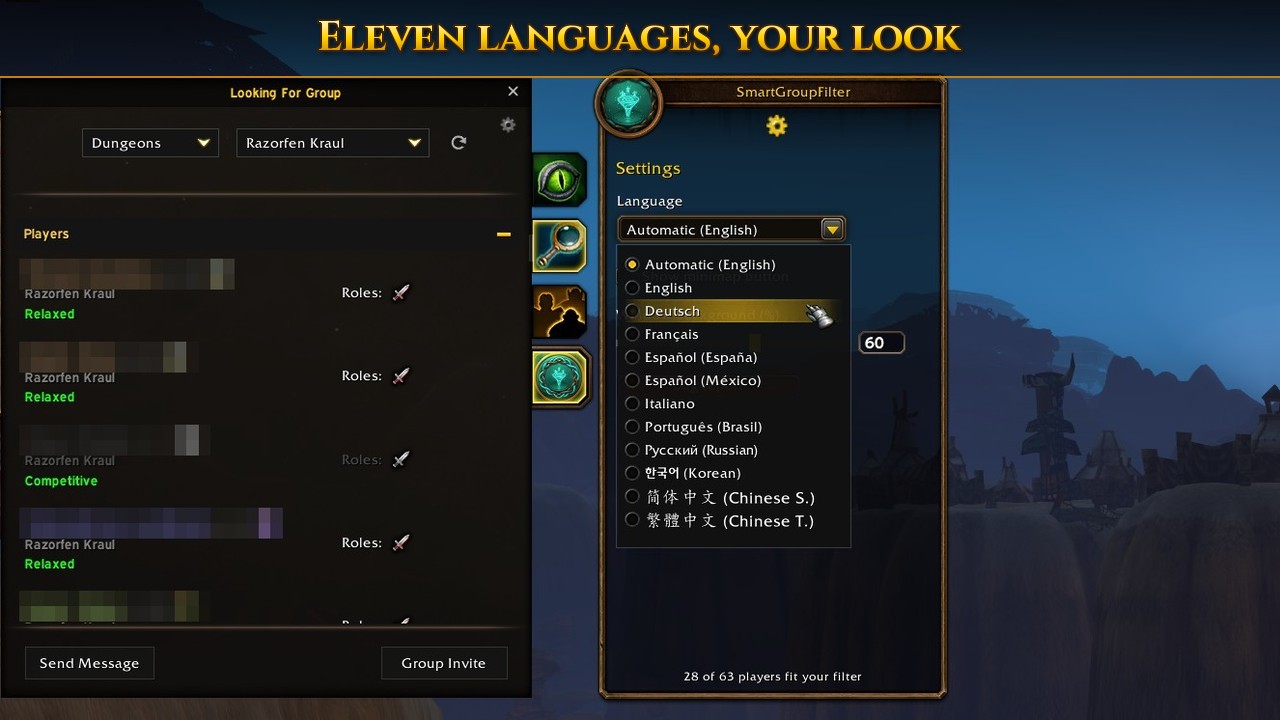 ELEVEN LANGUAGES, YOUR LOOK
Looking For Group
Dungeons
Razorfen Kraul
Players
Razorfen Kraul
Relaxed
Roles:
Razorfen Kraul
Relaxed
Roles:
Razorfen Kraul
Competitive
Roles:
Razorfen Kraul
Relaxed
Roles:
Send Message
Group Invite
SmartGroupFilter
Settings
Language
Automatic (English)
Automatic (English)
English
Deutsch
Français
Español (España)
Español (México)
Italiano
Português (Brasil)
Русский (Russian)
한국어 (Korean)
简体中文 (Chinese S.)
繁體中文 (Chinese T.)
60
28 of 63 players fit your filter